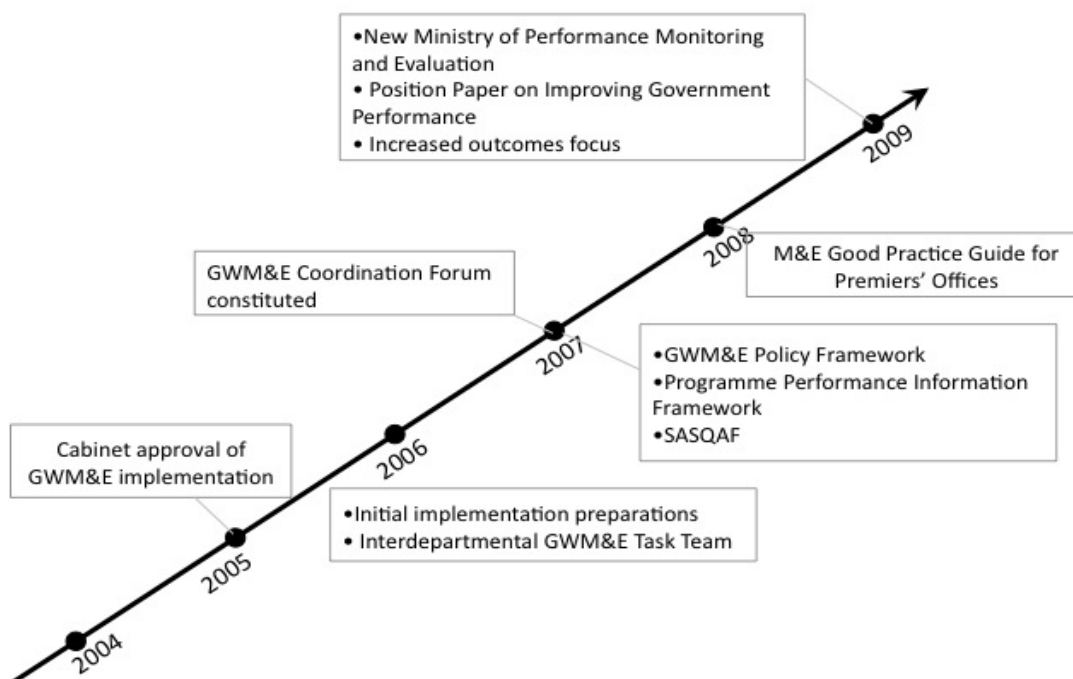 •New Ministry of Performance Monitoring
and Evaluation
• Position Paper on Improving Government
Performance
• Increased outcomes focus
2009
2008
M&E Good Practice Guide for
Premiers’ Offices
GWM&E Coordination Forum
constituted
2007
•GWM&E Policy Framework
•Programme Performance Information
Framework
•SASQAF
Cabinet approval of
GWM&E implementation
2006
•Initial implementation preparations
• Interdepartmental GWM&E Task Team
2005
2004